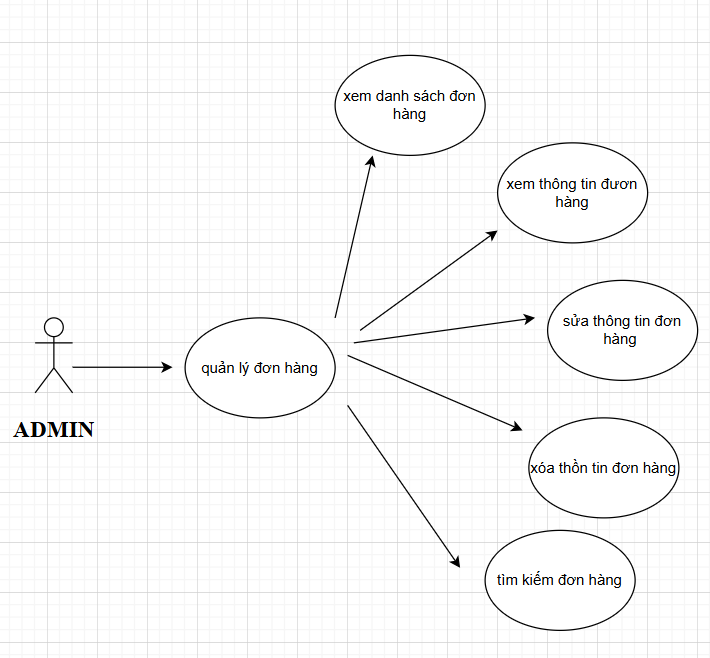 xem danh sách đơn
hàng
xem thông tin đươn
hàng
sửa thông tin đơn
hàng
quản lý đơn hàng
ADMIN
xóa thồn tin đơn hàng
tìm kiếm đơn hàng